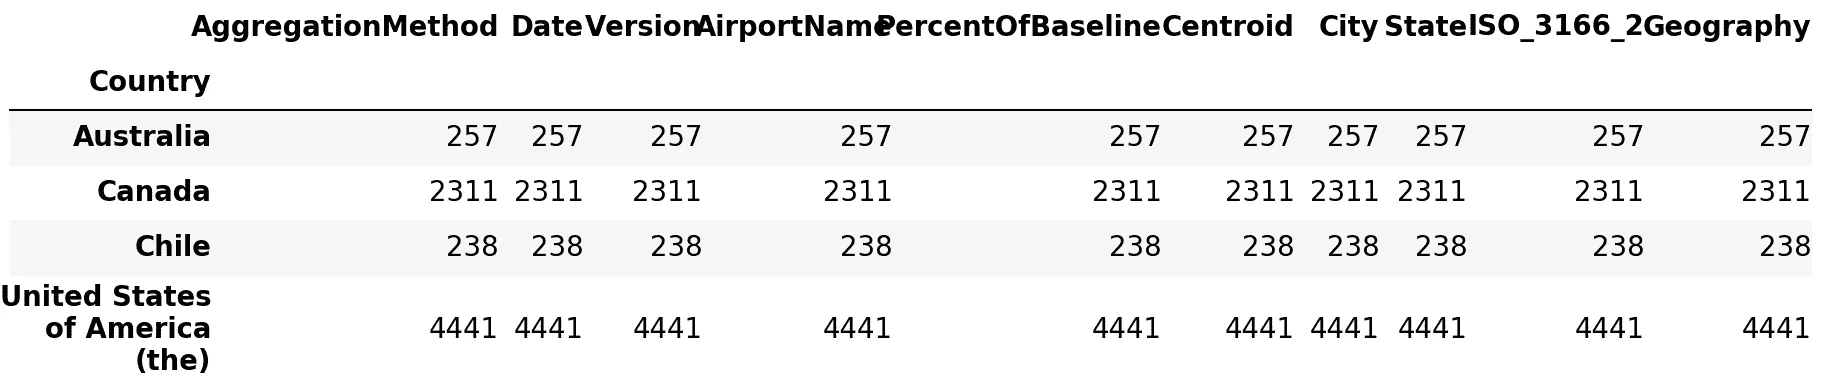 AggregationMethod Date Version AirportName PercentOfBaseline Centroid City State ISO_3166_2 Geography
Country
Australia 257 257 257 257 257 257 257 257 257 257
Canada 2311 2311 2311 2311 2311 2311 2311 2311 2311 2311
Chile 238 238 238 238 238 238 238 238 238 238
United States
of America 4441 4441 4441 4441 4441 4441 4441 4441 4441 4441
(the)